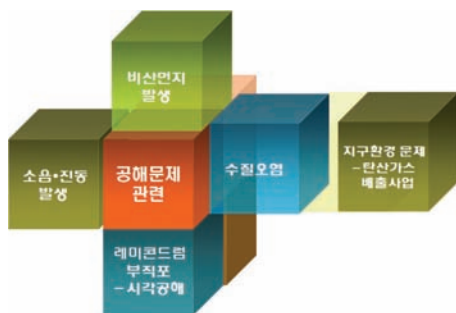 비산먼지
발생
소음•진동
발생
공해문제
관련
수질오염
지구환경 문제
-탄산가스
배출사업
레미콘드럼
부직포
-시각공해